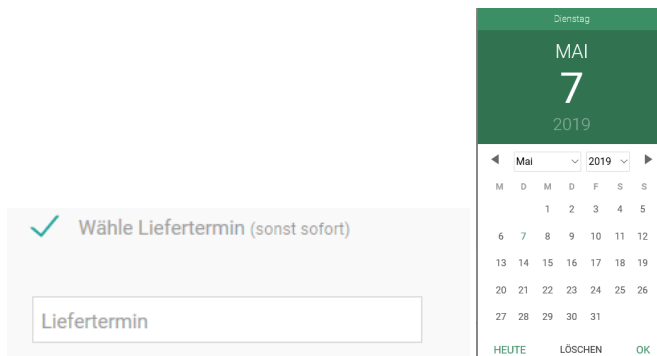 Wähle Liefertermin (sonst sofort)
Liefertermin
Dienstag
MAI
7
2019
Mai 2019
M D M D F S S
1 2 3 4 5
6 7 8 9 10 11 12
13 14 15 16 17 18 19
20 21 22 23 24 25 26
27 28 29 30 31
HEUTE LÖSCHEN OK